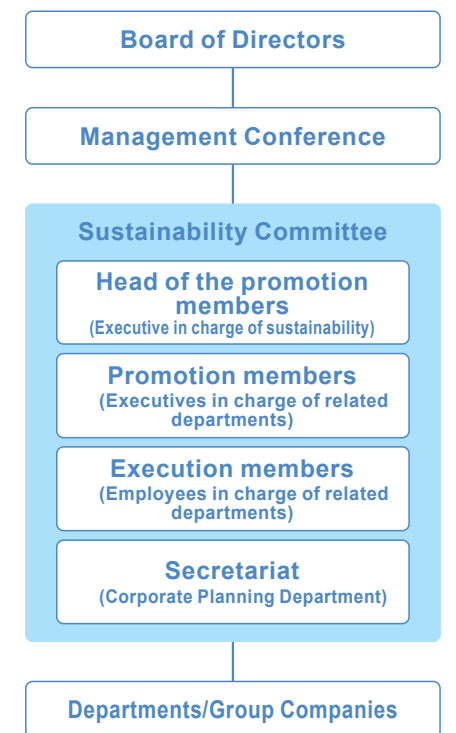 Board of Directors
Management Conference
Sustainability Committee
Head of the promotion
members
(Executive in charge of sustainability)
Promotion members
(Executives in charge of related
departments)
Execution members
(Employees in charge of related
departments)
Secretariat
(Corporate Planning Department)
Departments/Group Companies